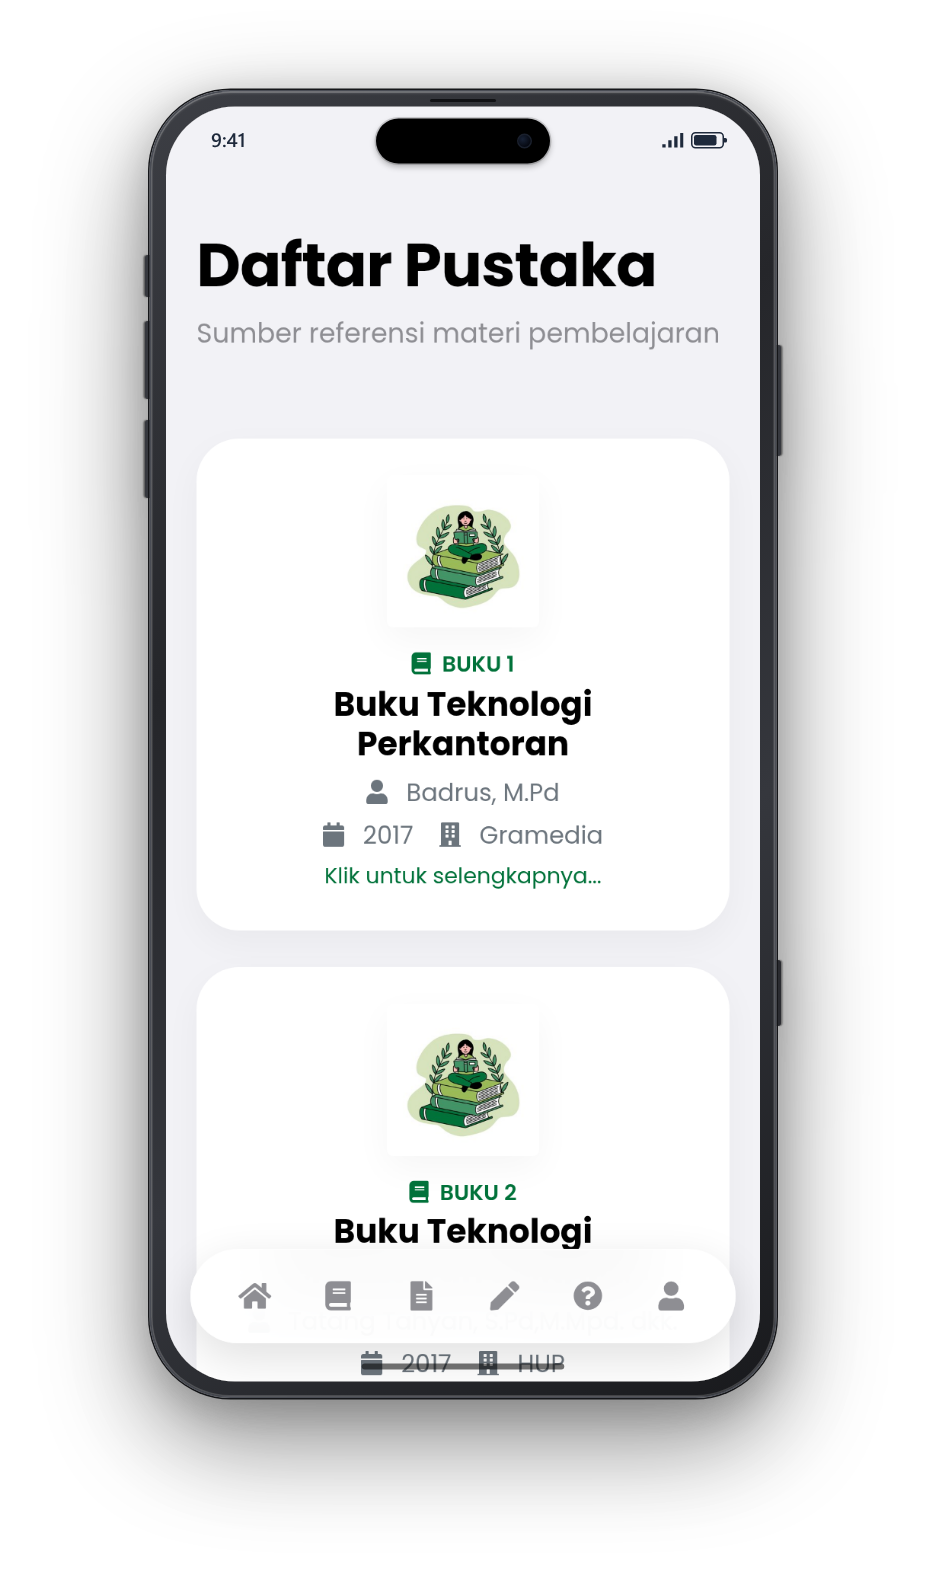 9:41
Daftar Pustaka
Sumber referensi materi pembelajaran
BUKU 1
Buku Teknologi
Perkantoran
Badrus, M.Pd
2017 Gramedia
Klik untuk selengkapnya...
BUKU 2
Buku Teknologi
2017 HUP